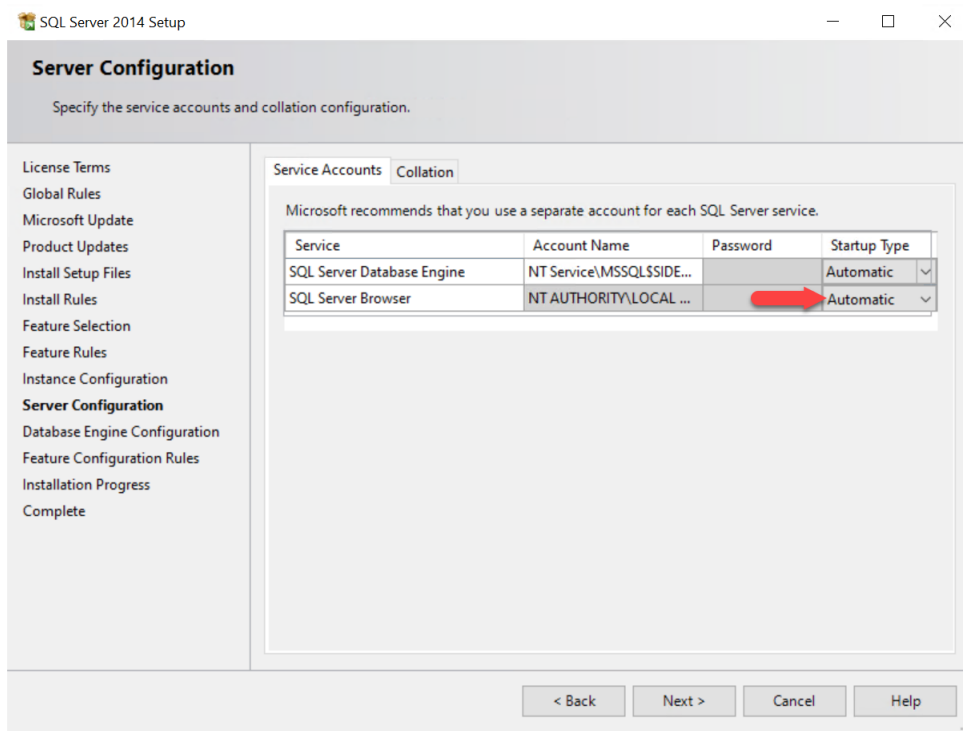 SQL Server 2014 Setup
Server Configuration
Specify the service accounts and collation configuration.
License Terms
Global Rules
Microsoft Update
Product Updates
Install Setup Files
Install Rules
Feature Selection
Feature Rules
Instance Configuration
Server Configuration
Database Engine Configuration
Feature Configuration Rules
Installation Progress
Complete
Service Accounts Collation
Microsoft recommends that you use a separate account for each SQL Server service.
Service Account Name Password Startup Type
SQL Server Database Engine NT Service\MSSQL$SIDE... Automatic
SQL Server Browser NT AUTHORITY\LOCAL ... Automatic
< Back Next > Cancel Help